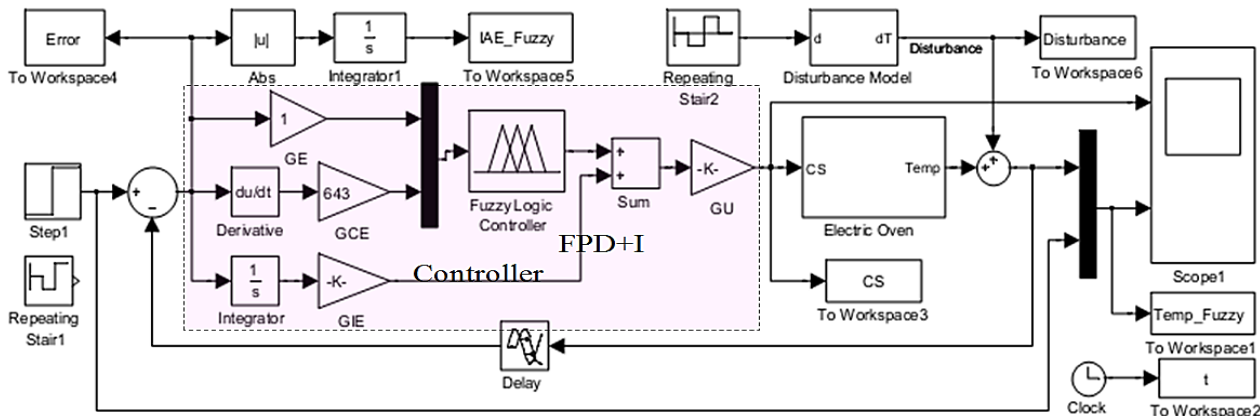 Error
To Workspace4
|u|
Abs
1
s
Integrator1
IAE_Fuzzy
To Workspace5
Repeating
Stair2
d
dT
Disturbance Model
Disturbance
Disturbance
To Workspace6
1
GE
Step1
+
−
du/dt
Derivative
643
GCE
Fuzzy Logic
Controller
+
+
Sum
-K-
GU
CS
Temp
Electric Oven
+
+
Scope1
FPD+I
Controller
Repeating
Stair1
1
s
Integrator
-K-
GIE
CS
To Workspace3
Temp_Fuzzy
To Workspace1
Delay
Clock
t
To Workspace2